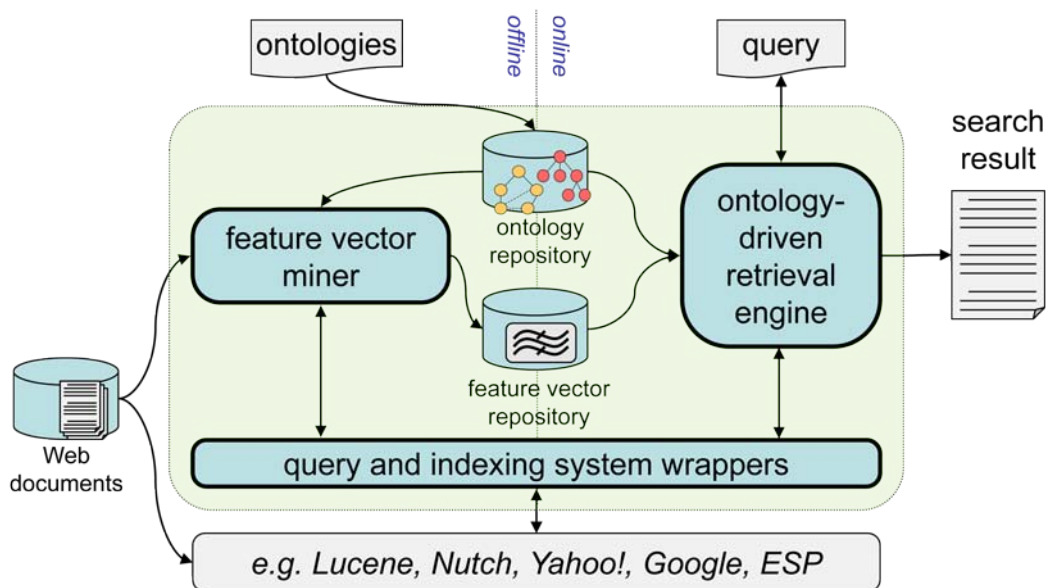 ontologies
offline
online
query
search
result
ontology
repository
feature vector
miner
ontology-
driven
retrieval
engine
feature vector
repository
Web
documents
query and indexing system wrappers
e.g. Lucene, Nutch, Yahoo!, Google, ESP